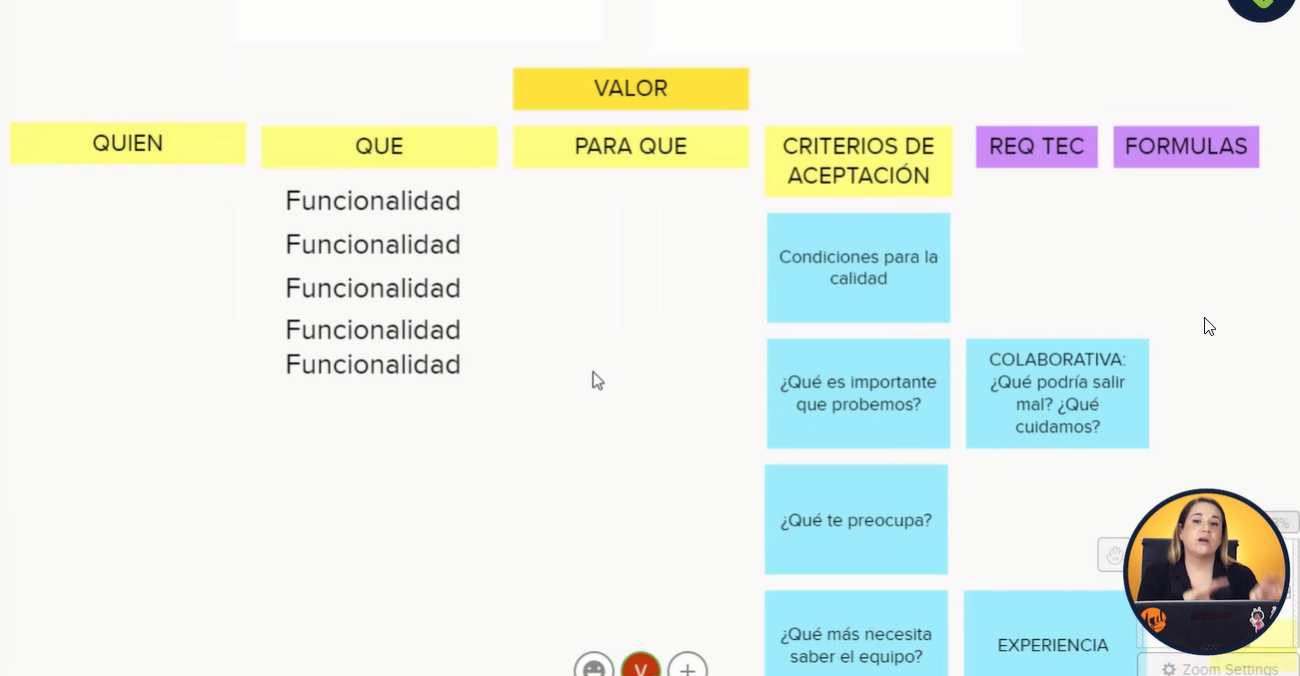 VALOR
QUIEN
QUE
PARA QUE
CRITERIOS DE
ACEPTACIÓN
REQ TEC
FORMULAS
Funcionalidad
Funcionalidad
Funcionalidad
Funcionalidad
Funcionalidad
Condiciones para la
calidad
¿Qué es importante
que probemos?
COLABORATIVA:
¿Qué podría salir
mal? ¿Qué
cuidamos?
¿Qué te preocupa?
¿Qué más necesita
saber el equipo?
EXPERIENCIA
V
Zoom Settings